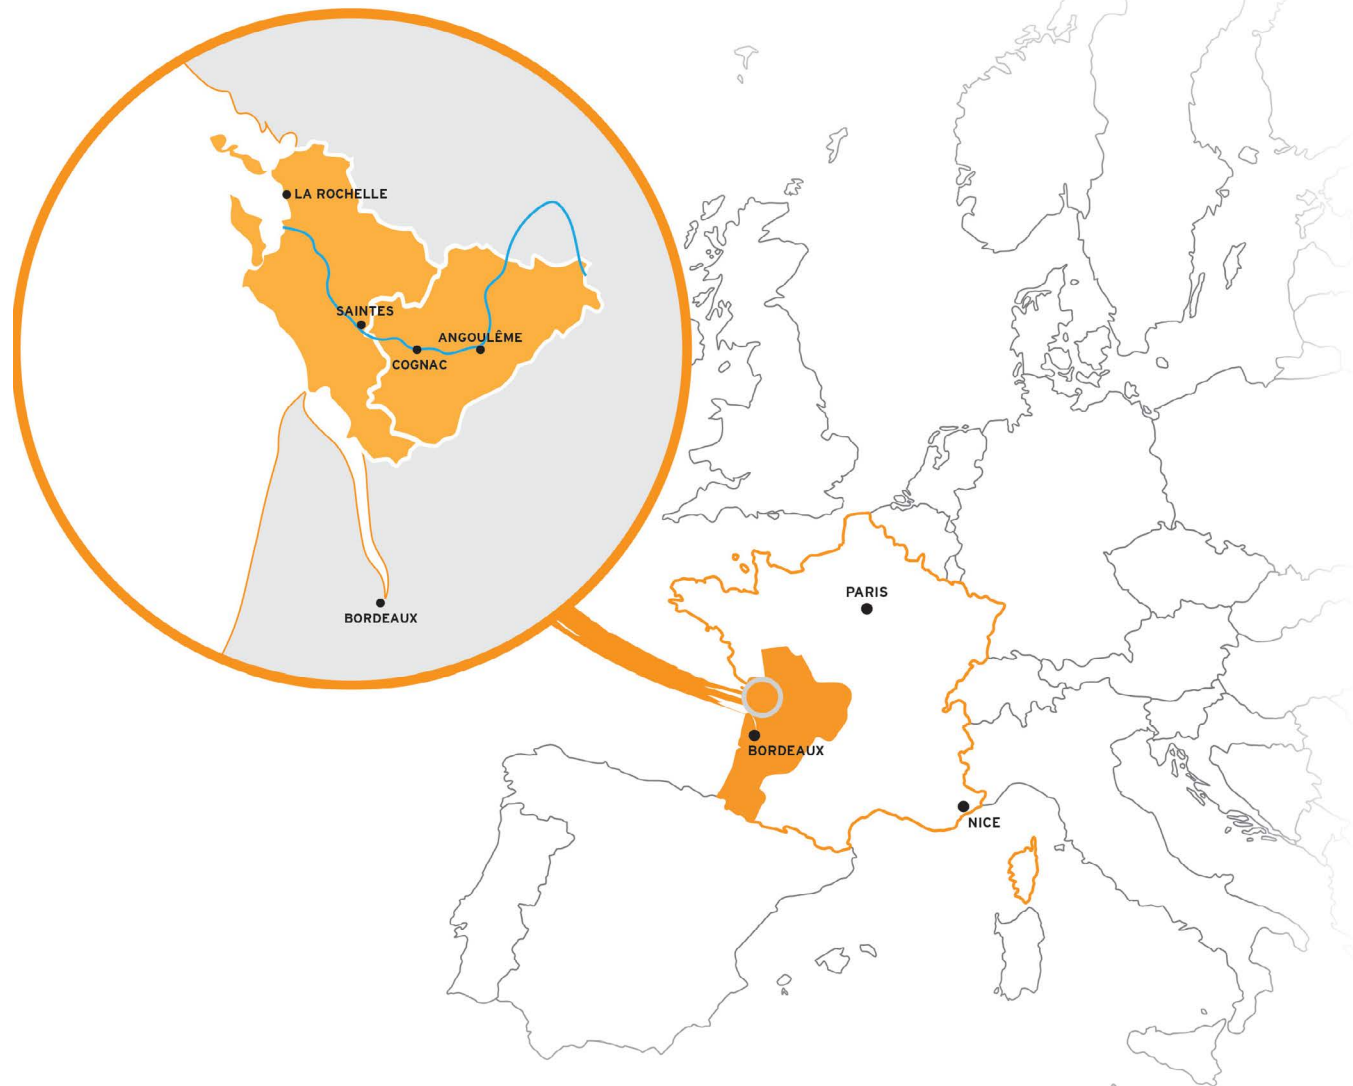 LA ROCHELLE
SAINTES
ANGOULÊME
COGNAC
BORDEAUX
PARIS
BORDEAUX
NICE